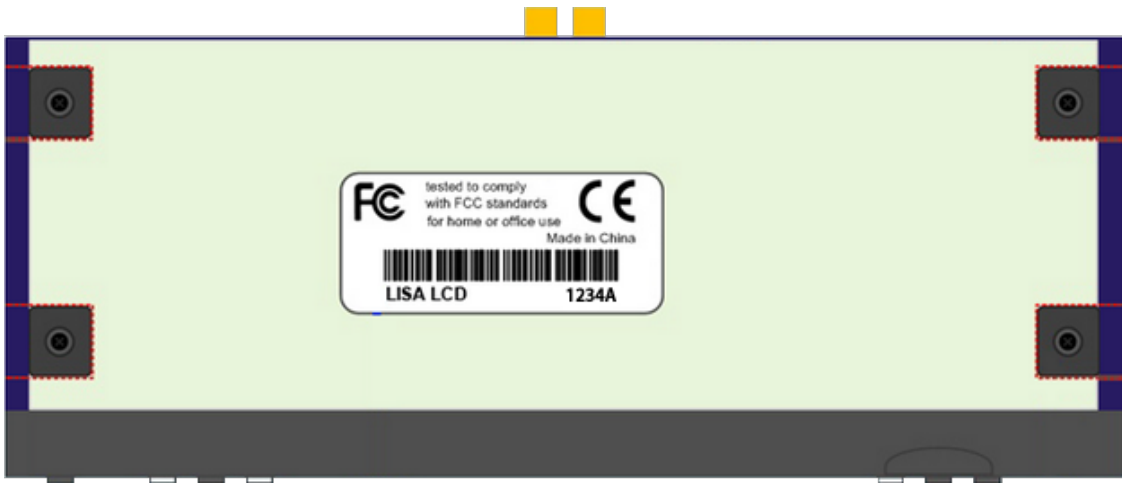 FC
tested to comply
with FCC standards
for home or office use
CE
Made in China
LISA LCD 1234A